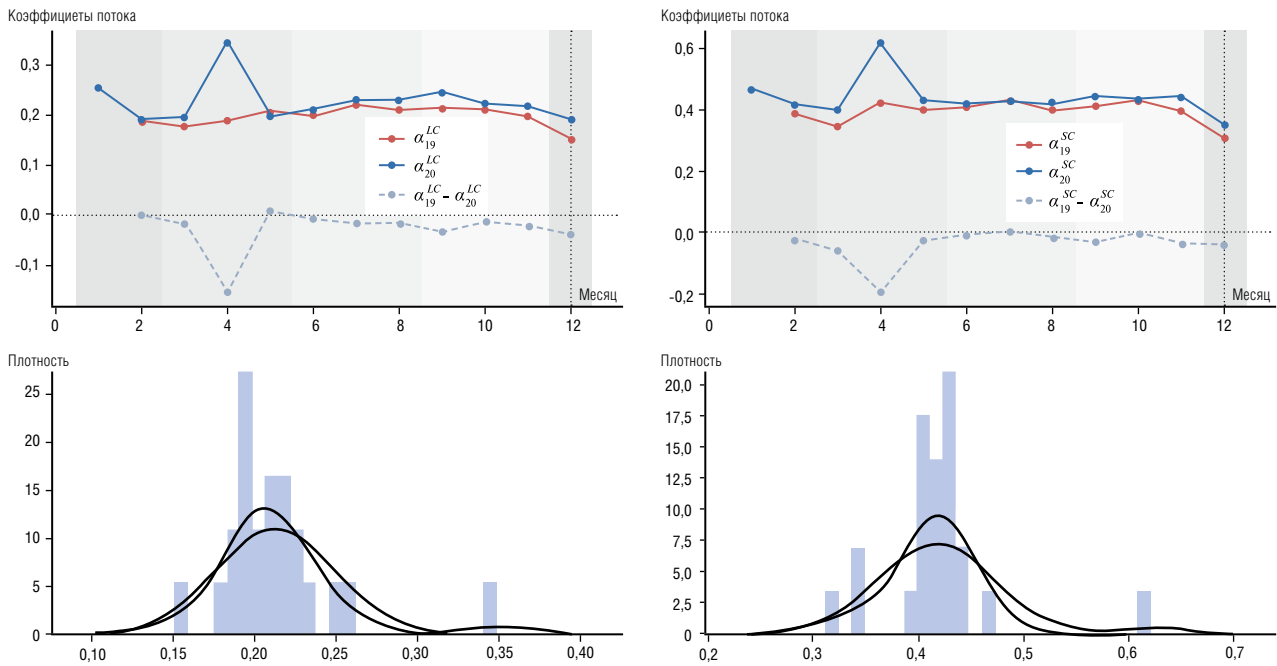 Коэффициеты потока
0,3
0,2
0,1
0,0
-0,1
α₁₉ᴸᶜ
α₂₀ᴸᶜ
α₁₉ᴸᶜ - α₂₀ᴸᶜ
Месяц
0 2 4 6 8 10 12
Коэффициеты потока
0,6
0,4
0,2
0,0
-0,2
α₁₉ˢᶜ
α₂₀ˢᶜ
α₁₉ˢᶜ - α₂₀ˢᶜ
Месяц
0 2 4 6 8 10 12
Плотность
25
20
15
10
5
0
0,10 0,15 0,20 0,25 0,30 0,35 0,40
Плотность
20,0
17,5
15,0
12,5
10,0
7,5
5,0
2,5
0
0,2 0,3 0,4 0,5 0,6 0,7